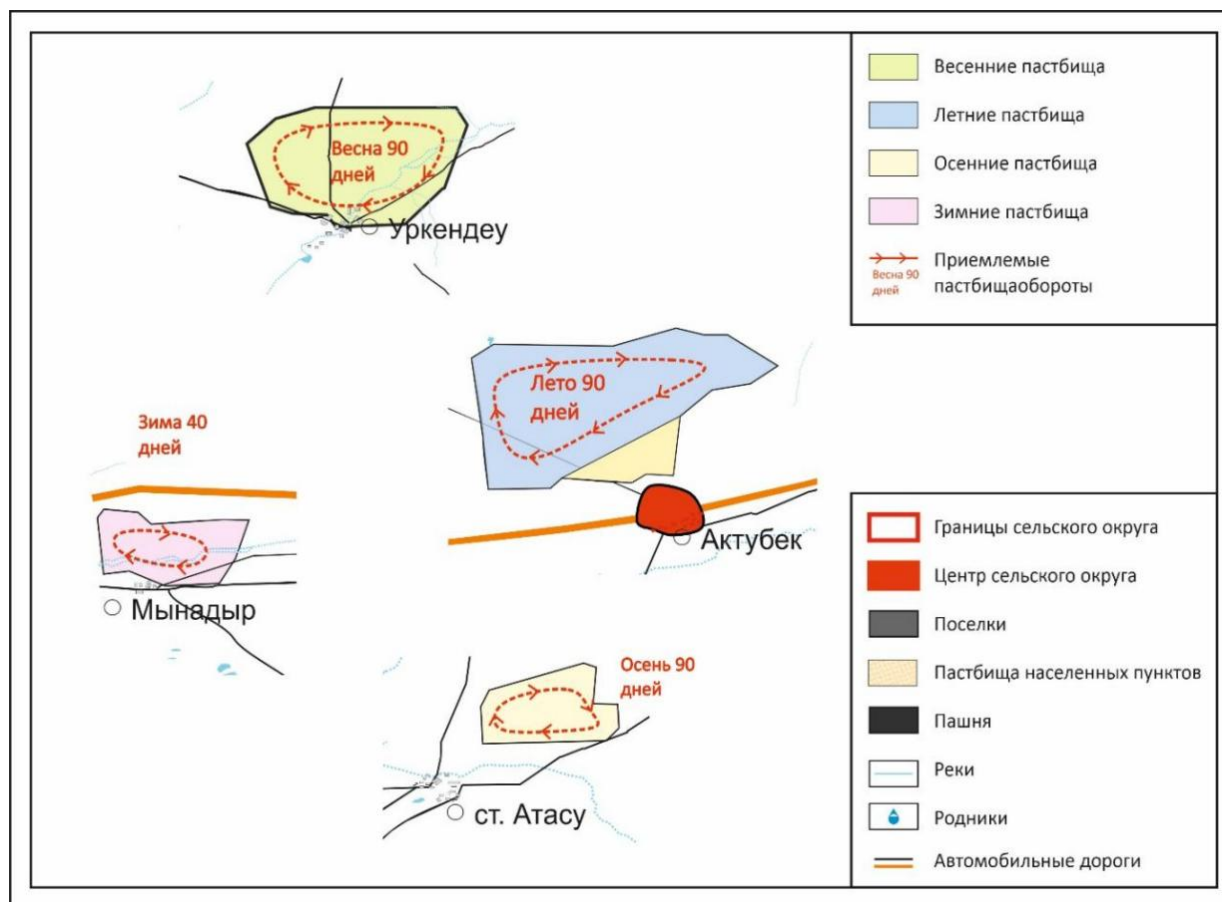 Весна 90
дней
Уркендеу
Лето 90
дней
Зима 40
дней
Актубек
Мынадыр
Осень 90
дней
ст. Атасу
Весенние пастбища
Летние пастбища
Осенние пастбища
Зимние пастбища
Весна 90
дней
Приемлемые
пастбищаобороты
Границы сельского округа
Центр сельского округа
Поселки
Пастбища населенных пунктов
Пашня
Реки
Родники
Автомобильные дороги